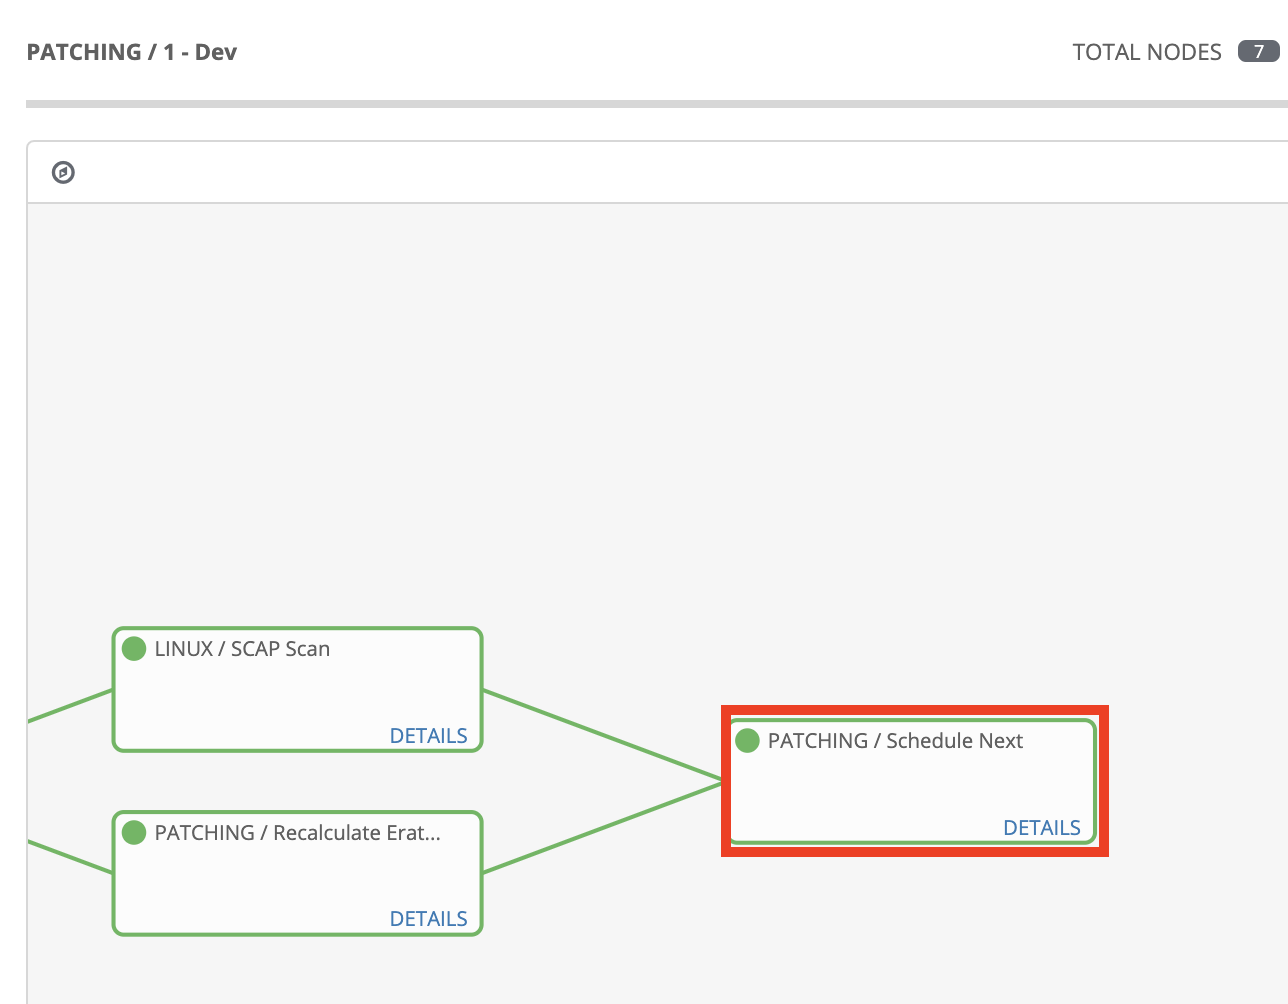 PATCHING / 1 - Dev
TOTAL NODES 7
LINUX / SCAP Scan
DETAILS
PATCHING / Schedule Next
DETAILS
PATCHING / Recalculate Erat...
DETAILS